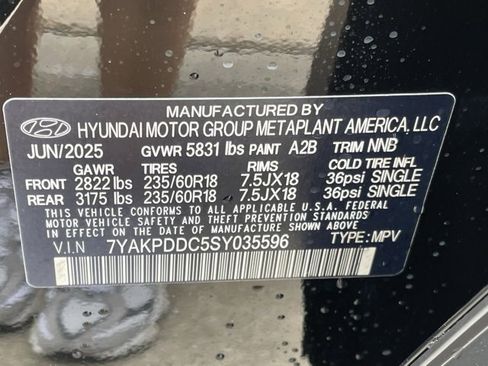 MANUFACTURED BY
HYUNDAI MOTOR GROUP METAPLANT AMERICA, LLC
JUN/2025 GVWR 5831 lbs PAINT A2B TRIM NNB
GAWR TIRES RIMS COLD TIRE INFL
FRONT 2822 lbs 235/60R18 7.5JX18 36psi SINGLE
REAR 3175 lbs 235/60R18 7.5JX18 36psi SINGLE
THIS VEHICLE CONFORMS TO ALL APPLICABLE U.S.A. FEDERAL
MOTOR VEHICLE SAFETY, BUMPER, AND THEFT PREVENTION
STANDARDS IN EFFECT ON THE DATE OF MANUFACTURE SHOWN ABOVE.
V.I.N 7YAKPDDC5SY035596 TYPE: MPV